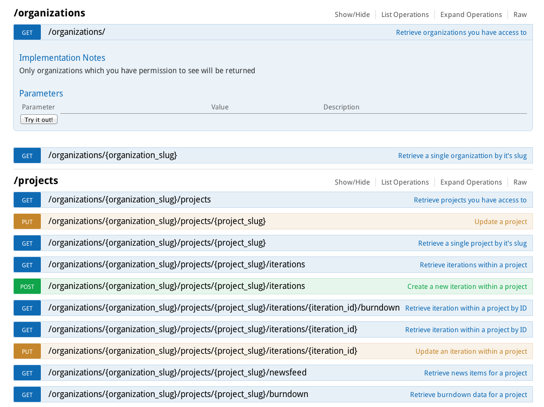 /organizations Show/Hide List Operations Expand Operations Raw
GET /organizations/ Retrieve organizations you have access to
Implementation Notes
Only organizations which you have permission to see will be returned
Parameters
Parameter Value Description
Try it out!
GET /organizations/{organization_slug} Retrieve a single organizattion by it's slug
/projects Show/Hide List Operations Expand Operations Raw
GET /organizations/{organization_slug}/projects Retrieve projects you have access to
PUT /organizations/{organization_slug}/projects/{project_slug} Update a project
GET /organizations/{organization_slug}/projects/{project_slug} Retrieve a single project by it's slug
GET /organizations/{organization_slug}/projects/{project_slug}/iterations Retrieve iterations within a project
POST /organizations/{organization_slug}/projects/{project_slug}/iterations Create a new iteration within a project
GET /organizations/{organization_slug}/projects/{project_slug}/iterations/{iteration_id}/burndown Retrieve iteration within a project by ID
GET /organizations/{organization_slug}/projects/{project_slug}/iterations/{iteration_id} Retrieve iteration within a project by ID
PUT /organizations/{organization_slug}/projects/{project_slug}/iterations/{iteration_id} Update an iteration within a project
GET /organizations/{organization_slug}/projects/{project_slug}/newsfeed Retrieve news items for a project
GET /organizations/{organization_slug}/projects/{project_slug}/burndown Retrieve burndown data for a project